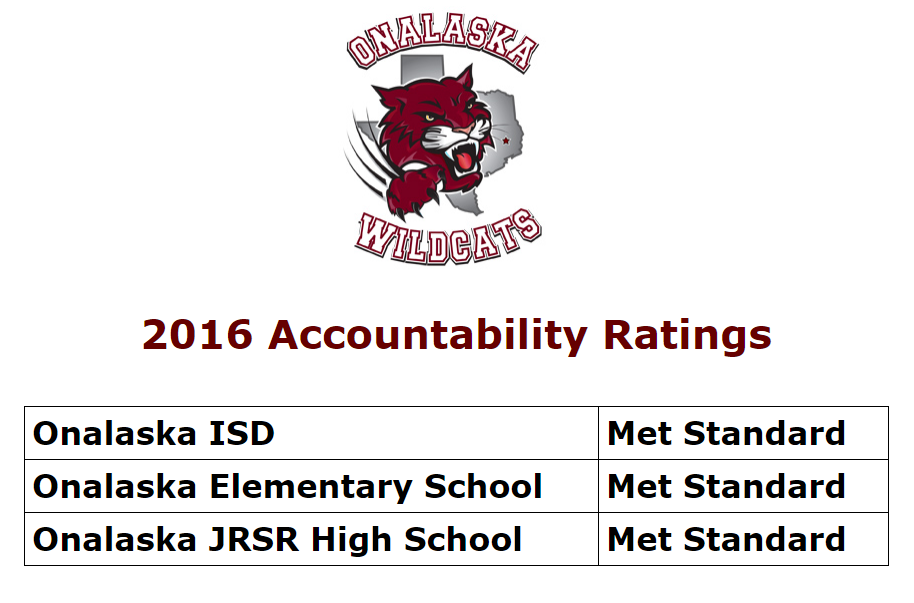 ONALASKA
WILDCATS
2016 Accountability Ratings
Onalaska ISD Met Standard
Onalaska Elementary School Met Standard
Onalaska JRSR High School Met Standard